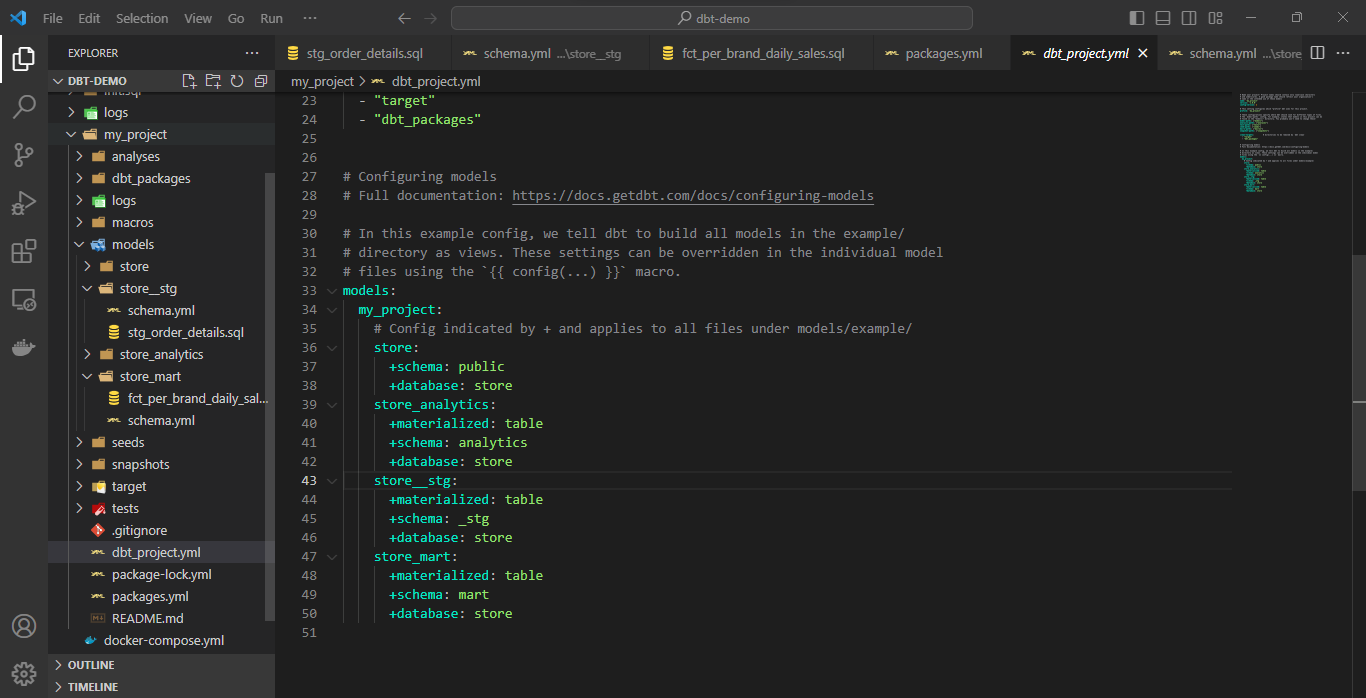 File Edit Selection View Go Run ··· dbt-demo
EXPLORER ···
stg_order_details.sql schema.yml ...\store__stg fct_per_brand_daily_sales.sql packages.yml dbt_project.yml schema.yml ...\store ···
DBT-DEMO
my_project > dbt_project.yml
init.sql
logs
my_project
analyses
dbt_packages
logs
macros
models
store
store__stg
schema.yml
stg_order_details.sql
store_analytics
store_mart
fct_per_brand_daily_sal...
schema.yml
seeds
snapshots
target
tests
.gitignore
dbt_project.yml
package-lock.yml
packages.yml
README.md
docker-compose.yml
OUTLINE
TIMELINE
23 - "target"
24 - "dbt_packages"
25
26
27 # Configuring models
28 # Full documentation: https://docs.getdbt.com/docs/configuring-models
29
30 # In this example config, we tell dbt to build all models in the example/
31 # directory as views. These settings can be overridden in the individual model
32 # files using the `{{ config(...) }}` macro.
33 models:
34 my_project:
35 # Config indicated by + and applies to all files under models/example/
36 store:
37 +schema: public
38 +database: store
39 store_analytics:
40 +materialized: table
41 +schema: analytics
42 +database: store
43 store__stg:
44 +materialized: table
45 +schema: _stg
46 +database: store
47 store_mart:
48 +materialized: table
49 +schema: mart
50 +database: store
51